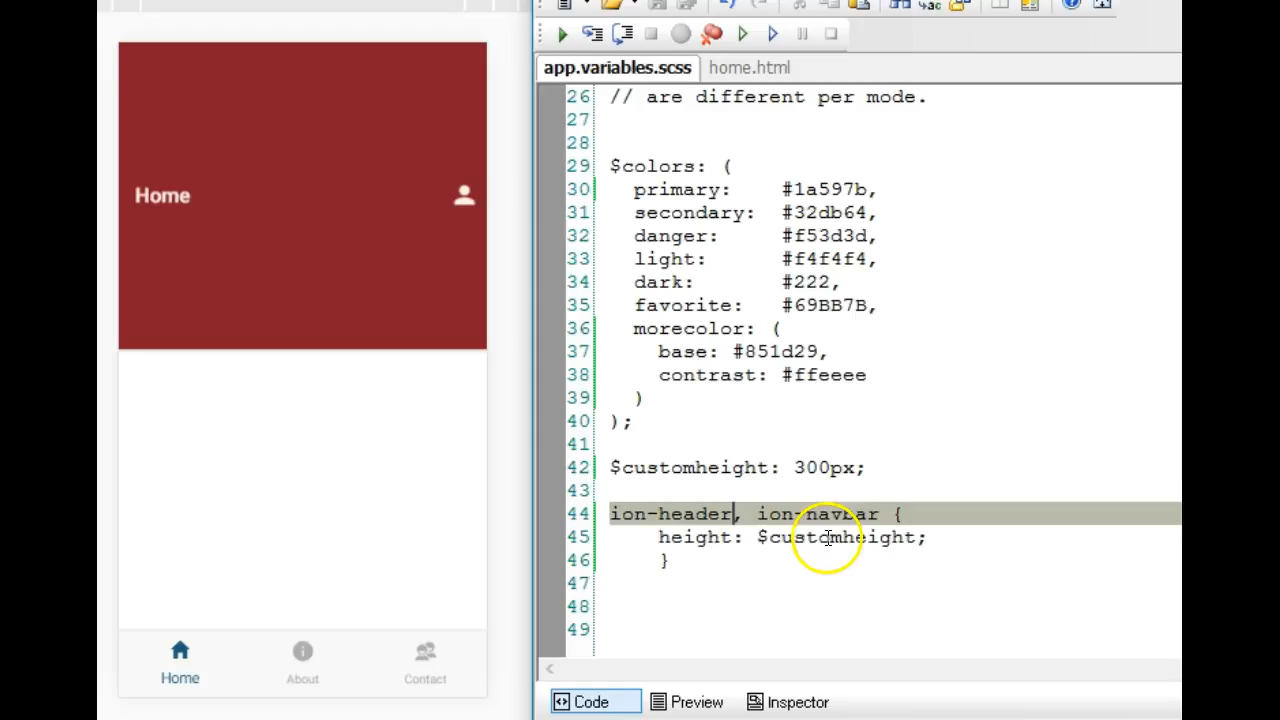 Home
Home
About
Contact
app.variables.scss home.html
26 // are different per mode.
27
28
29 $colors: (
30 primary: #1a597b,
31 secondary: #32db64,
32 danger: #f53d3d,
33 light: #f4f4f4,
34 dark: #222,
35 favorite: #69BB7B,
36 morecolor: (
37 base: #851d29,
38 contrast: #ffeeee
39 )
40 );
41
42 $customheight: 300px;
43
44 ion-header, ion-navbar {
45 height: $customheight;
46 }
47
48
49
Code Preview Inspector